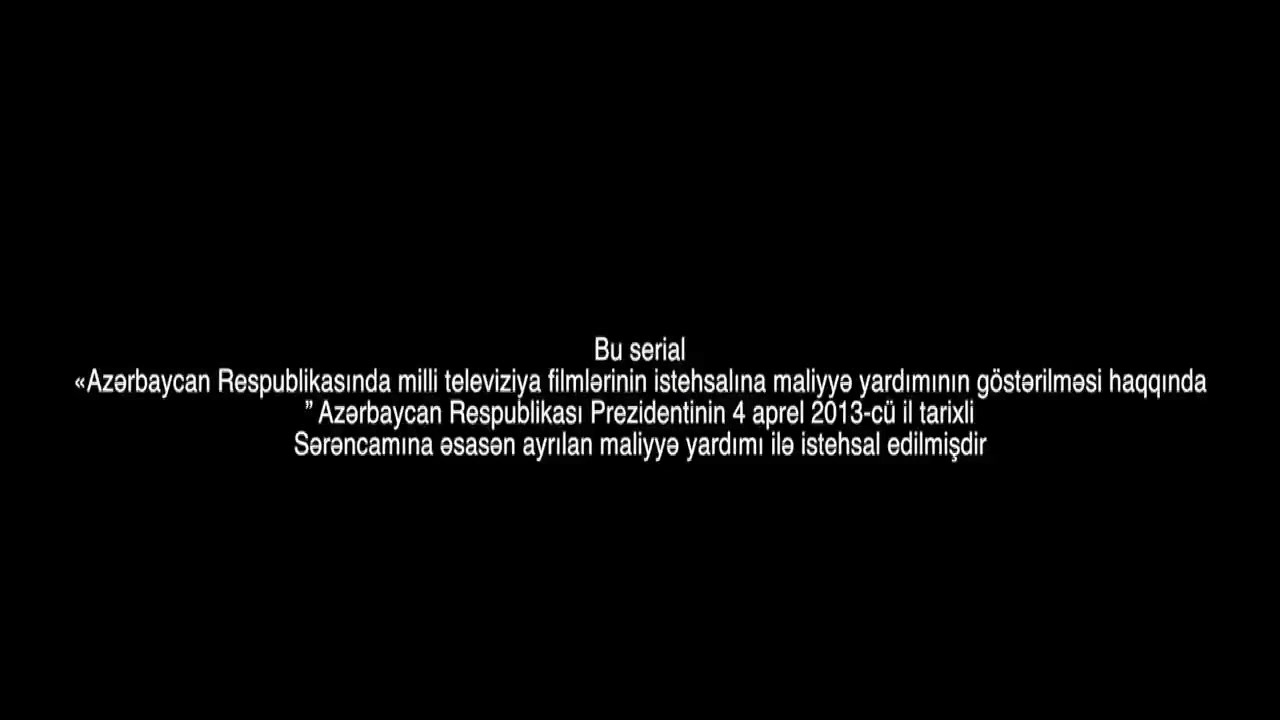 Bu serial
«Azərbaycan Respublikasında milli televiziya filmlərinin istehsalına maliyyə yardımının göstərilməsi haqqında
” Azərbaycan Respublikası Prezidentinin 4 aprel 2013-cü il tarixli
Sərəncamına əsasən ayrılan maliyyə yardımı ilə istehsal edilmişdir